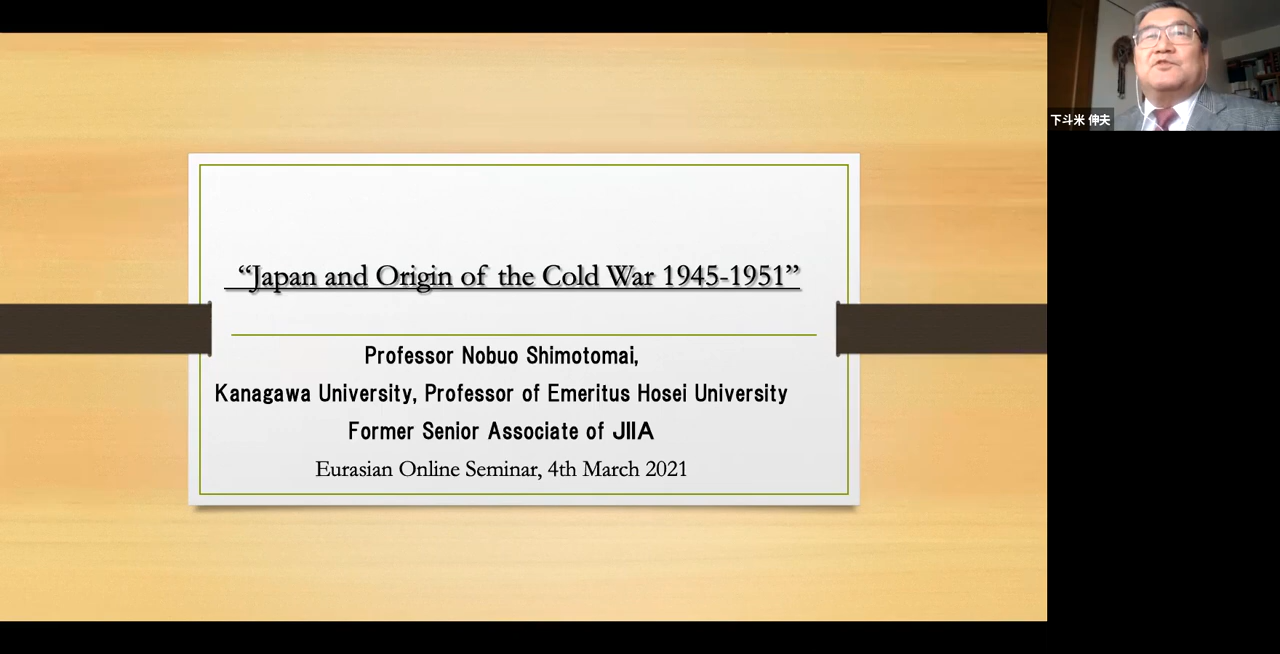 “Japan and Origin of the Cold War 1945-1951”
Professor Nobuo Shimotomai,
Kanagawa University, Professor of Emeritus Hosei University
Former Senior Associate of JIIA
Eurasian Online Seminar, 4th March 2021
下斗米 伸夫